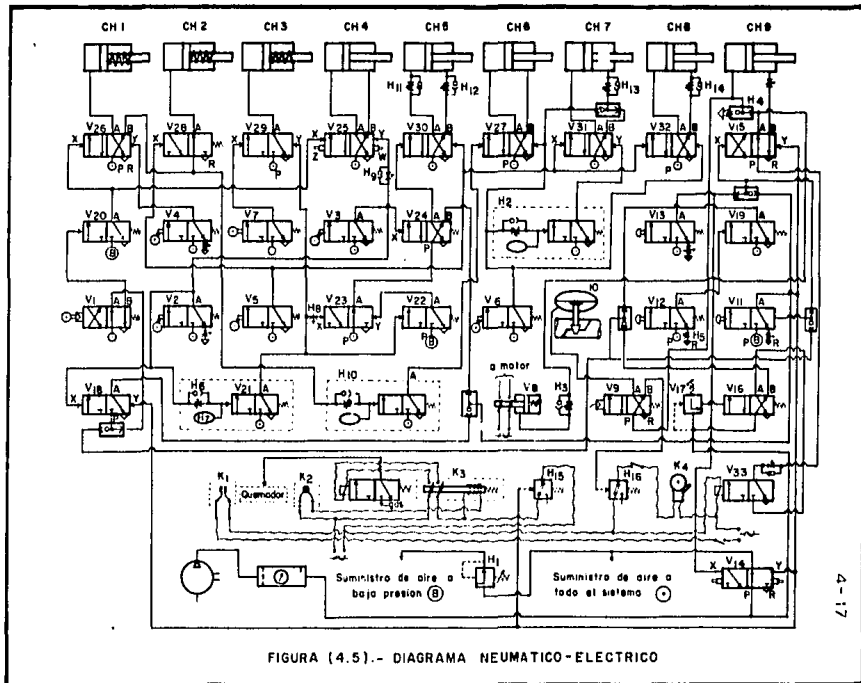 CH 1 CH 2 CH 3 CH 4 CH 5 CH 6 CH 7 CH 8 CH 9
H11 H12 H13 H14 H4
V26 A B V28 A V29 A V25 A B V30 A B V27 A B V31 A B V32 A B V15 A B
X Y X R X Y X Y X X Y
P R P Z W P P R
H9
V20 A V4 A V7 A V3 A V24 A B H2 V13 A V19 A
B X P X
V1 A B V2 A V5 A H8 V23 A V22 A V6 A 10 V12 A V11 A
X P Y P B H5 R P B R
V18 A H6 V21 A H10 A a motor V8 H3 V9 A B V17 V16 A B
X Y H7 P R
P
K1 K2 K3 H15 H16 K4 V33
Quemador gas
H1 V14
Suministro de aire a
baja presion B
Suministro de aire a
todo el sistema
X Y P R
4-17
FIGURA (4.5).- DIAGRAMA NEUMATICO-ELECTRICO